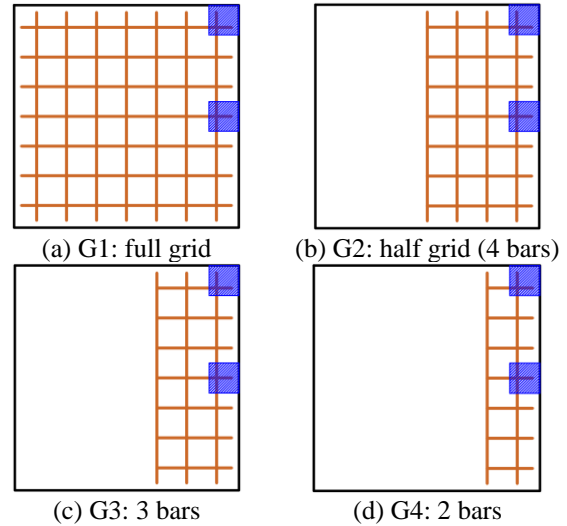 (a) G1: full grid
(b) G2: half grid (4 bars)
(c) G3: 3 bars
(d) G4: 2 bars